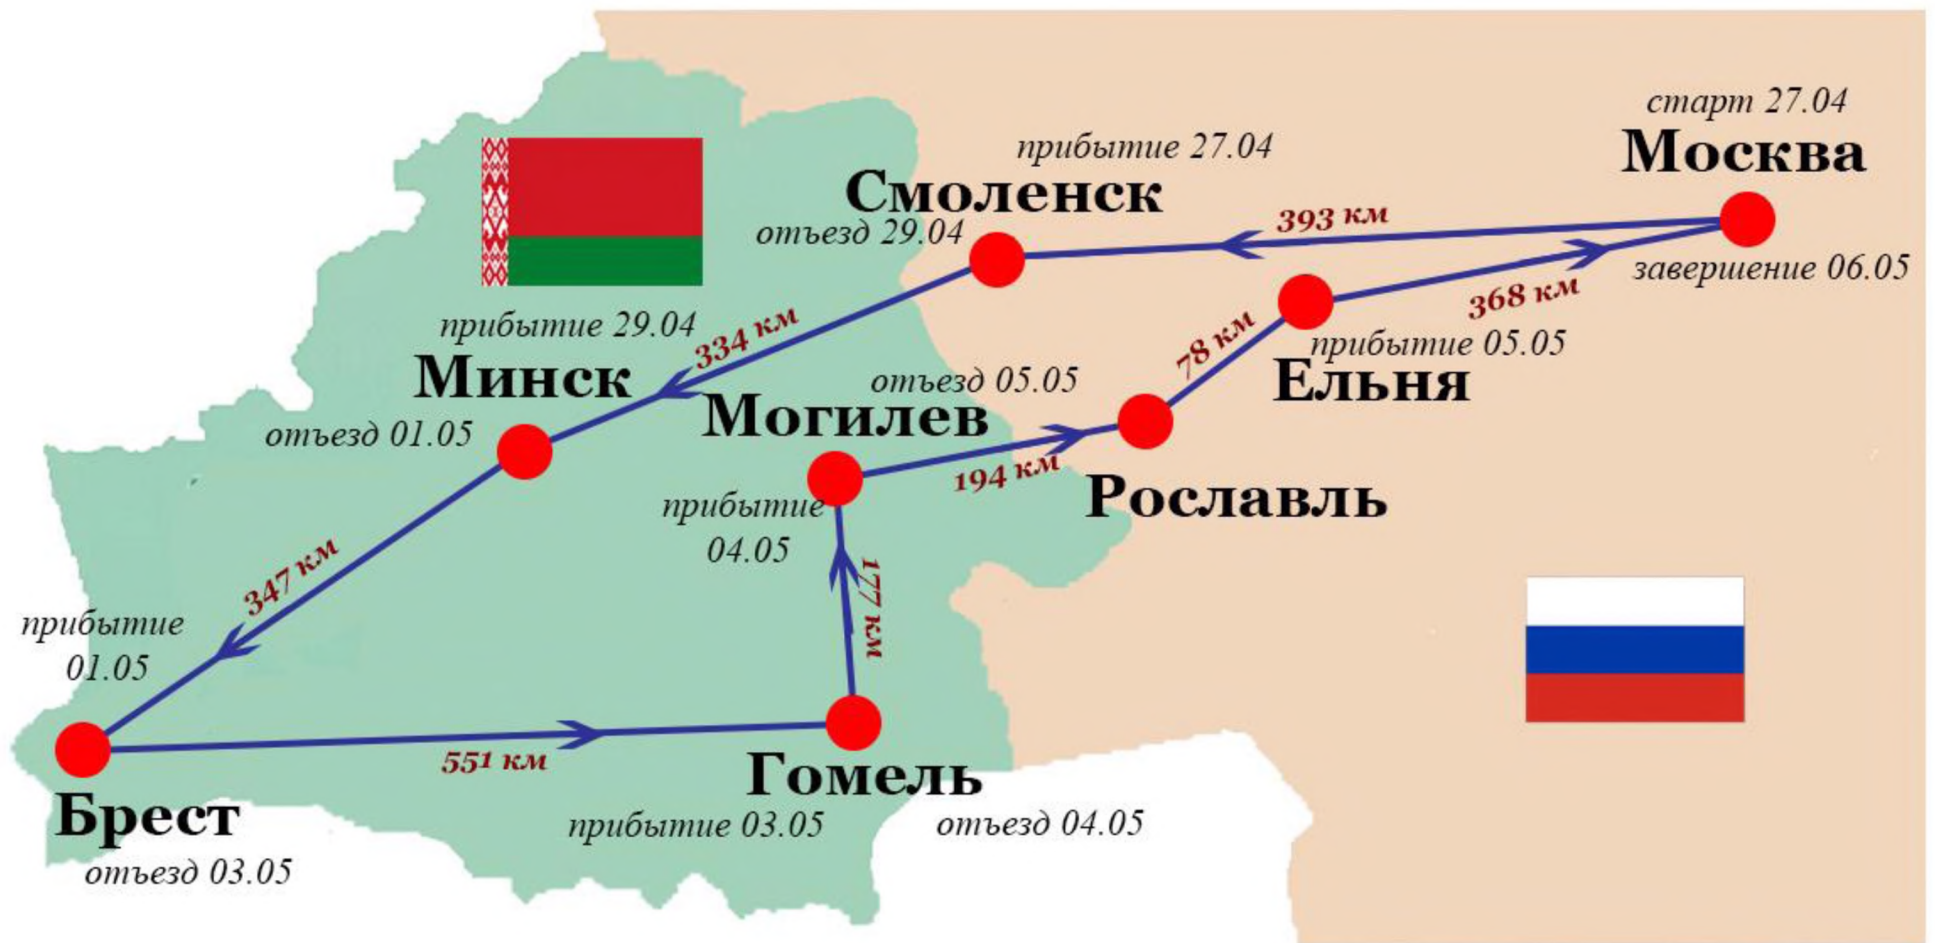 старт 27.04
Москва
прибытие 27.04
Смоленск
отъезд 29.04
393 км
завершение 06.05
368 км
прибытие 29.04
334 км
Минск
отъезд 01.05
78 км
прибытие 05.05
Ельня
отъезд 05.05
Могилев
194 км
Рославль
прибытие
04.05
347 км
177 км
прибытие
01.05
551 км
Гомель
Брест
прибытие 03.05
отъезд 04.05
отъезд 03.05